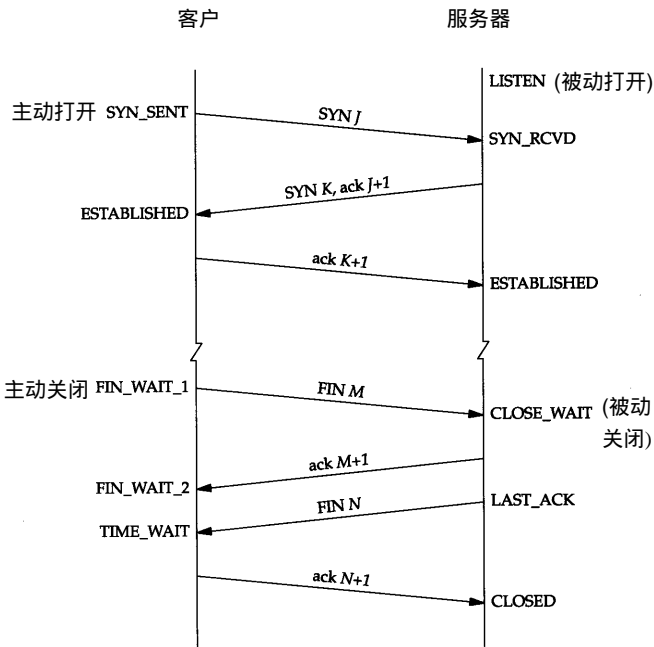 客户 服务器
LISTEN (被动打开)
主动打开 SYN_SENT SYN J
SYN_RCVD
SYN K, ack J+1
ESTABLISHED
ack K+1
ESTABLISHED
主动关闭 FIN_WAIT_1 FIN M
CLOSE_WAIT (被动
关闭)
ack M+1
FIN_WAIT_2
FIN N LAST_ACK
TIME_WAIT
ack N+1
CLOSED